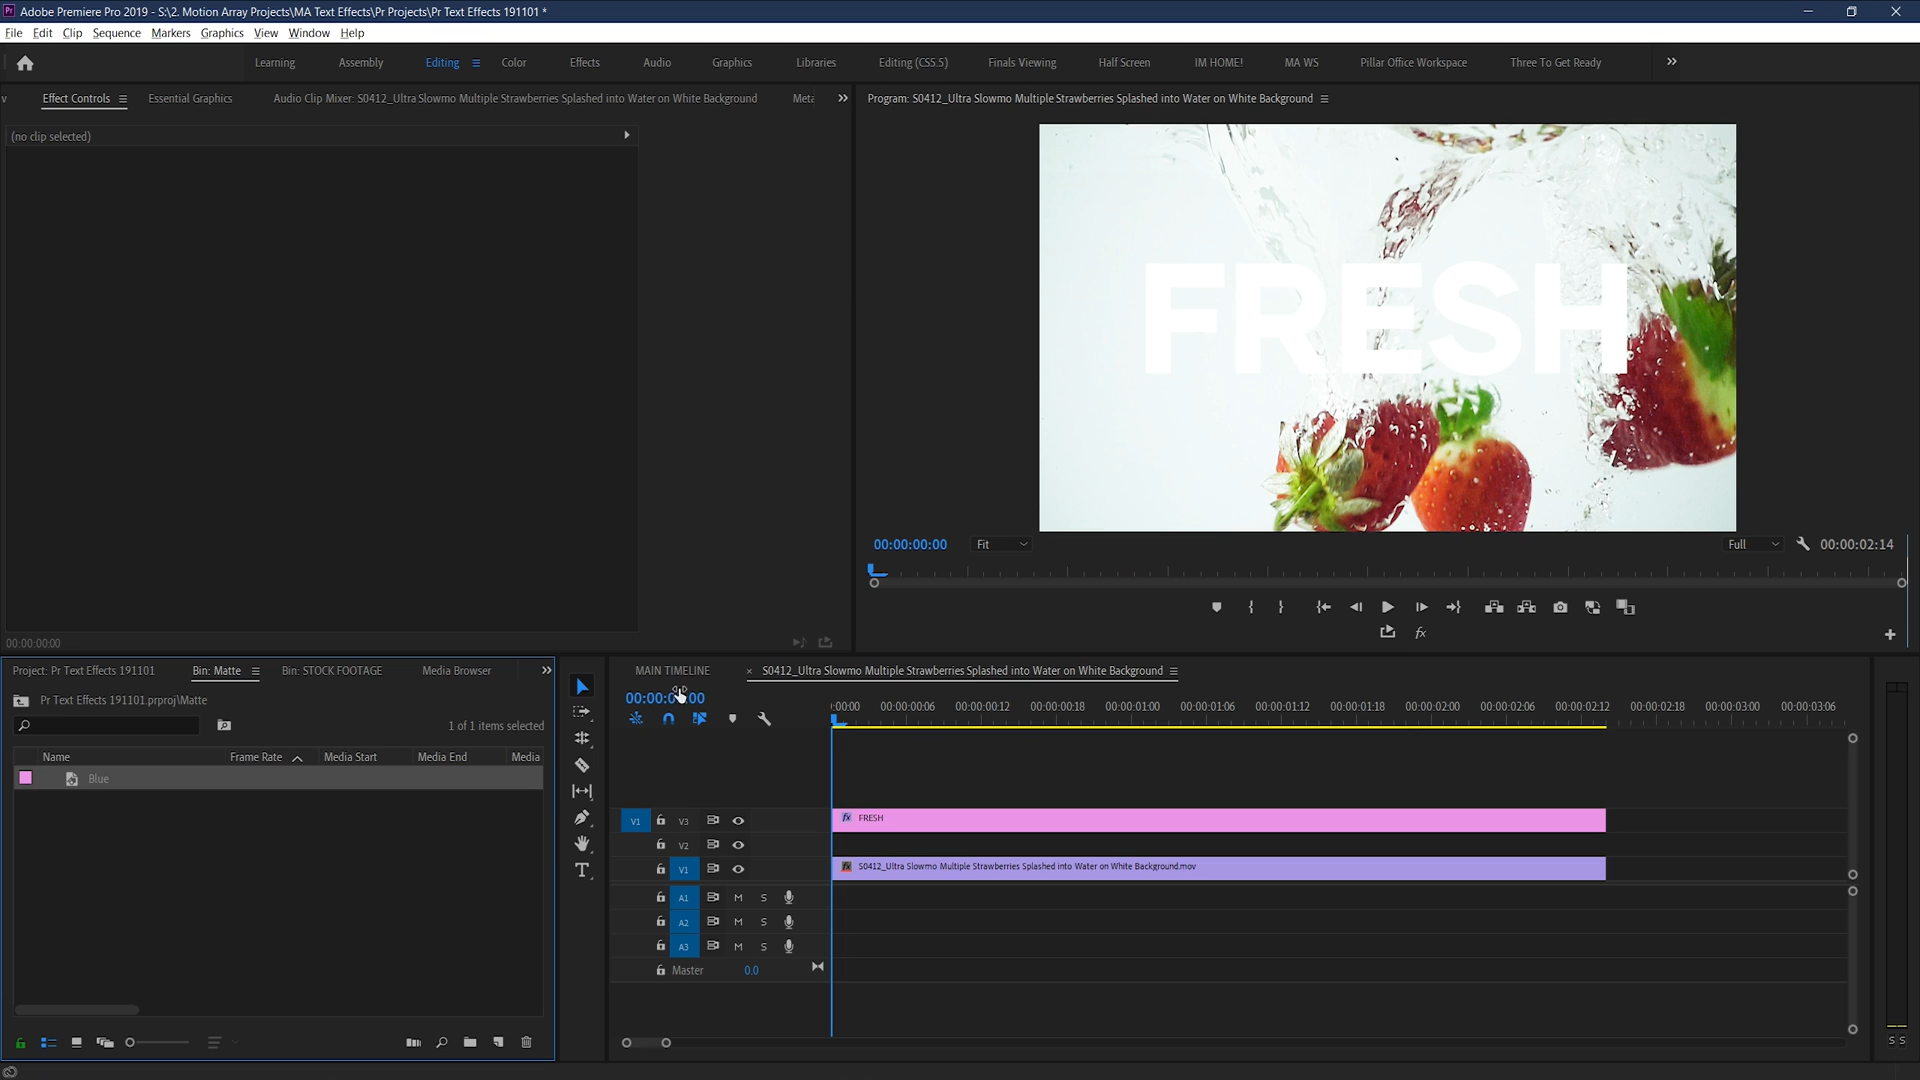 Pr Adobe Premiere Pro 2019 - S:\2. Motion Array Projects\MA Text Effects\Pr Projects\Pr Text Effects 191101 *
File Edit Clip Sequence Markers Graphics View Window Help
Learning Assembly Editing Color Effects Audio Graphics Libraries Editing (CS5.5) Finals Viewing Half Screen IM HOME! MA WS Pillar Office Workspace Three To Get Ready
Effect Controls Essential Graphics Audio Clip Mixer: S0412_Ultra Slowmo Multiple Strawberries Splashed into Water on White Background Meta
Program: S0412_Ultra Slowmo Multiple Strawberries Splashed into Water on White Background
(no clip selected)
FRESH
00:00:00:00 Fit Full 00:00:02:14
fx
00:00:00:00
Project: Pr Text Effects 191101 Bin: Matte Bin: STOCK FOOTAGE Media Browser
Pr Text Effects 191101.prproj\Matte
1 of 1 items selected
Name Frame Rate Media Start Media End Media
Blue
MAIN TIMELINE × S0412_Ultra Slowmo Multiple Strawberries Splashed into Water on White Background
:00:00 00:00:00:06 00:00:00:12 00:00:00:18 00:00:01:00 00:00:01:06 00:00:01:12 00:00:01:18 00:00:02:00 00:00:02:06 00:00:02:12 00:00:02:18 00:00:03:00 00:00:03:06
V1 V3 fx FRESH
V2
V1 fx S0412_Ultra Slowmo Multiple Strawberries Splashed into Water on White Background.mov
A1 M S
A2 M S
A3 M S
Master 0.0
S S